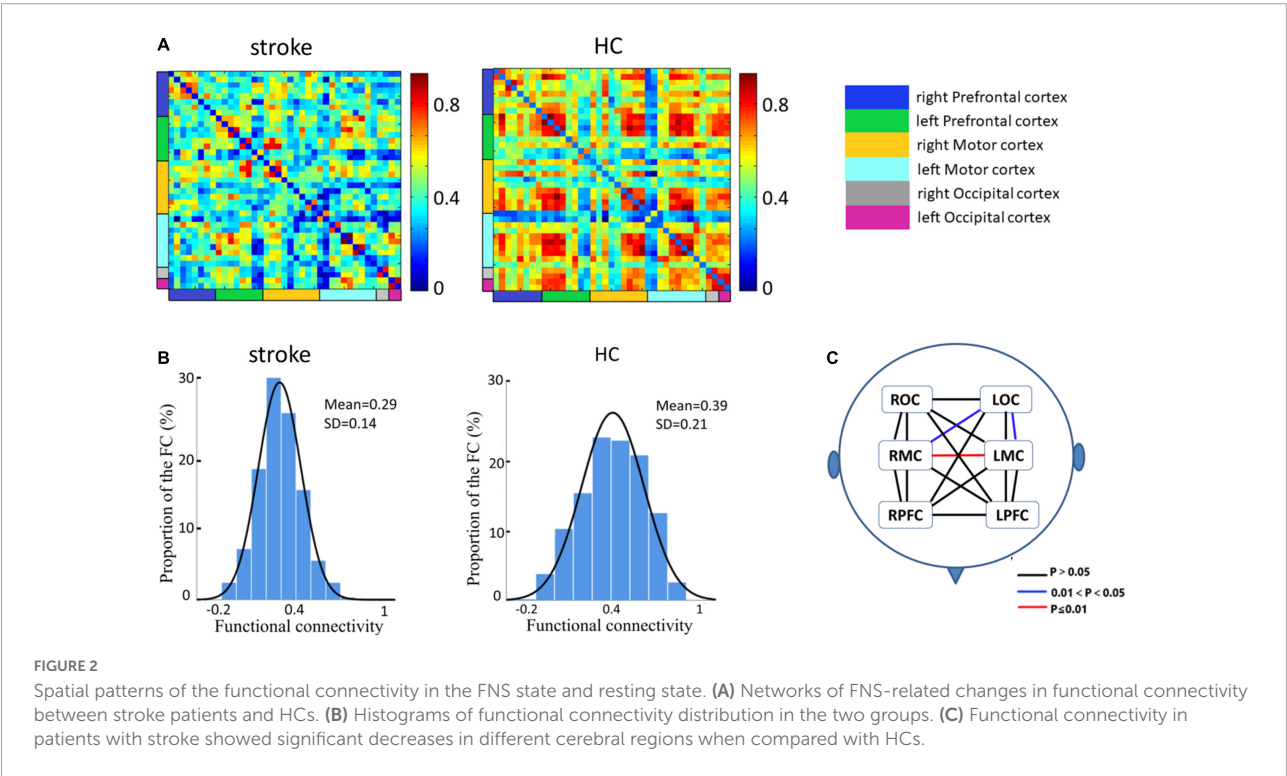 A
stroke
HC
0.8
0.4
0
0.8
0.4
0
right Prefrontal cortex
left Prefrontal cortex
right Motor cortex
left Motor cortex
right Occipital cortex
left Occipital cortex
B
stroke
Proportion of the FC (%)
30
20
10
0
Mean=0.29
SD=0.14
-0.2 0.4 1
Functional connectivity
HC
Proportion of the FC (%)
30
20
10
0
Mean=0.39
SD=0.21
-0.2 0.4 1
Functional connectivity
C
ROC LOC
RMC LMC
RPFC LPFC
P > 0.05
0.01 < P < 0.05
P≤0.01
FIGURE 2
Spatial patterns of the functional connectivity in the FNS state and resting state. (A) Networks of FNS-related changes in functional connectivity
between stroke patients and HCs. (B) Histograms of functional connectivity distribution in the two groups. (C) Functional connectivity in
patients with stroke showed significant decreases in different cerebral regions when compared with HCs.